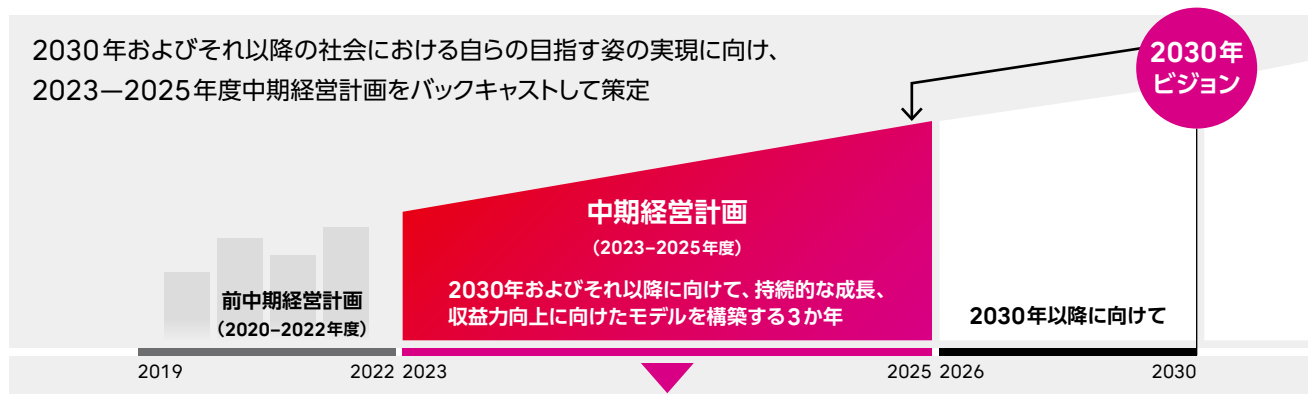 2030年およびそれ以降の社会における自らの目指す姿の実現に向け、
2023―2025年度中期経営計画をバックキャストして策定
2030年
ビジョン
中期経営計画
（2023–2025年度）
2030年およびそれ以降に向けて、持続的な成長、
収益力向上に向けたモデルを構築する3か年
前中期経営計画
（2020–2022年度）
2030年以降に向けて
2019 2022 2023 2025 2026 2030